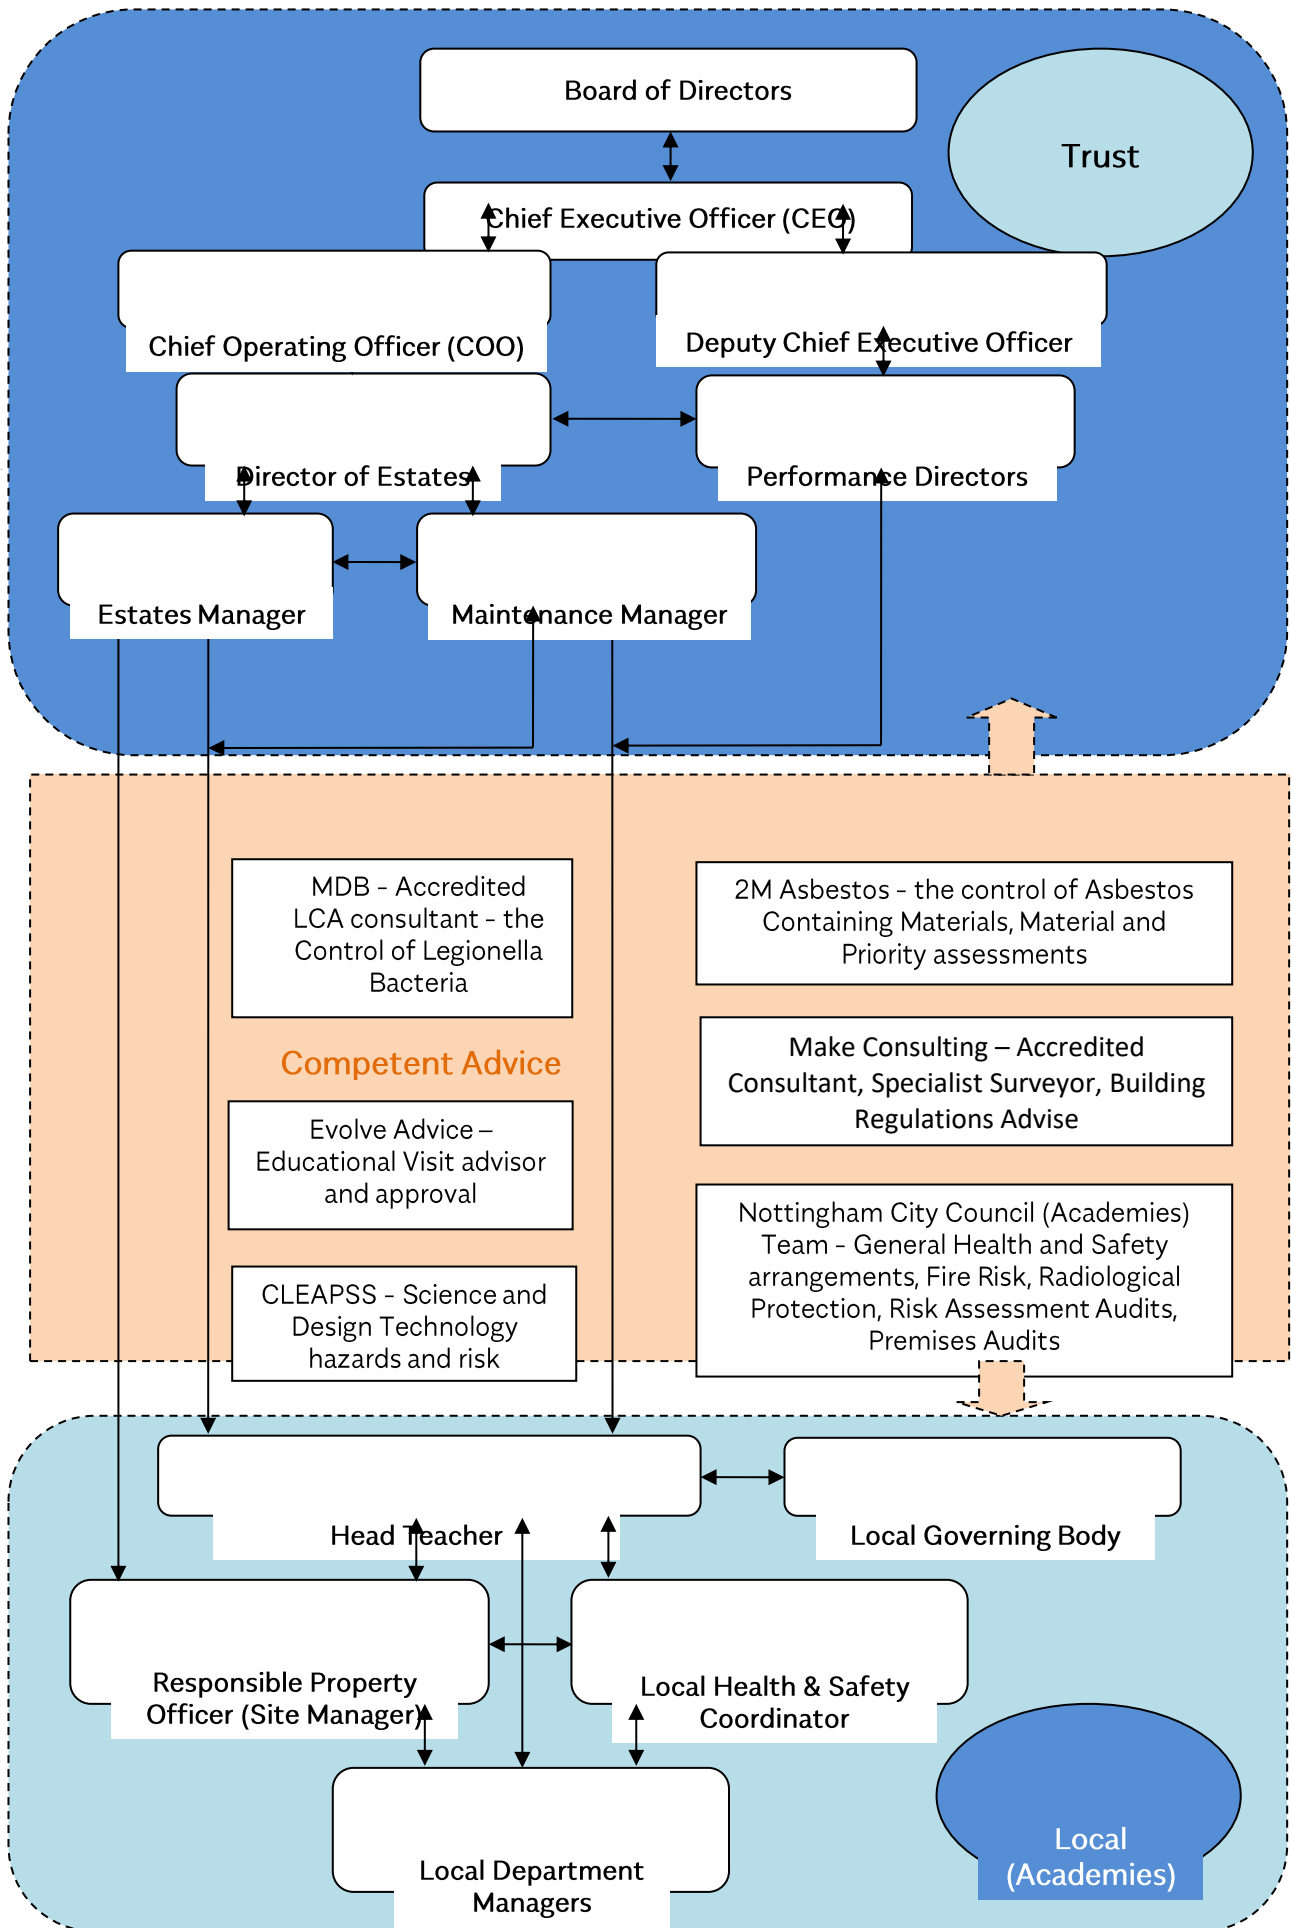 Board of Directors
Trust
Chief Executive Officer (CEO)
Chief Operating Officer (COO)
Deputy Chief Executive Officer
Director of Estates
Performance Directors
Estates Manager
Maintenance Manager
MDB - Accredited
LCA consultant - the
Control of Legionella
Bacteria
2M Asbestos - the control of Asbestos
Containing Materials, Material and
Priority assessments
Competent Advice
Make Consulting – Accredited
Consultant, Specialist Surveyor, Building
Regulations Advise
Evolve Advice –
Educational Visit advisor
and approval
Nottingham City Council (Academies)
Team - General Health and Safety
arrangements, Fire Risk, Radiological
Protection, Risk Assessment Audits,
Premises Audits
CLEAPSS - Science and
Design Technology
hazards and risk
Head Teacher
Local Governing Body
Responsible Property
Officer (Site Manager)
Local Health & Safety
Coordinator
Local
(Academies)
Local Department
Managers